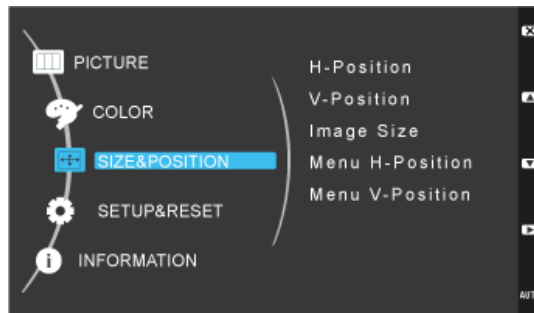 PICTURE
COLOR
SIZE&POSITION
SETUP&RESET
INFORMATION
H-Position
V-Position
Image Size
Menu H-Position
Menu V-Position